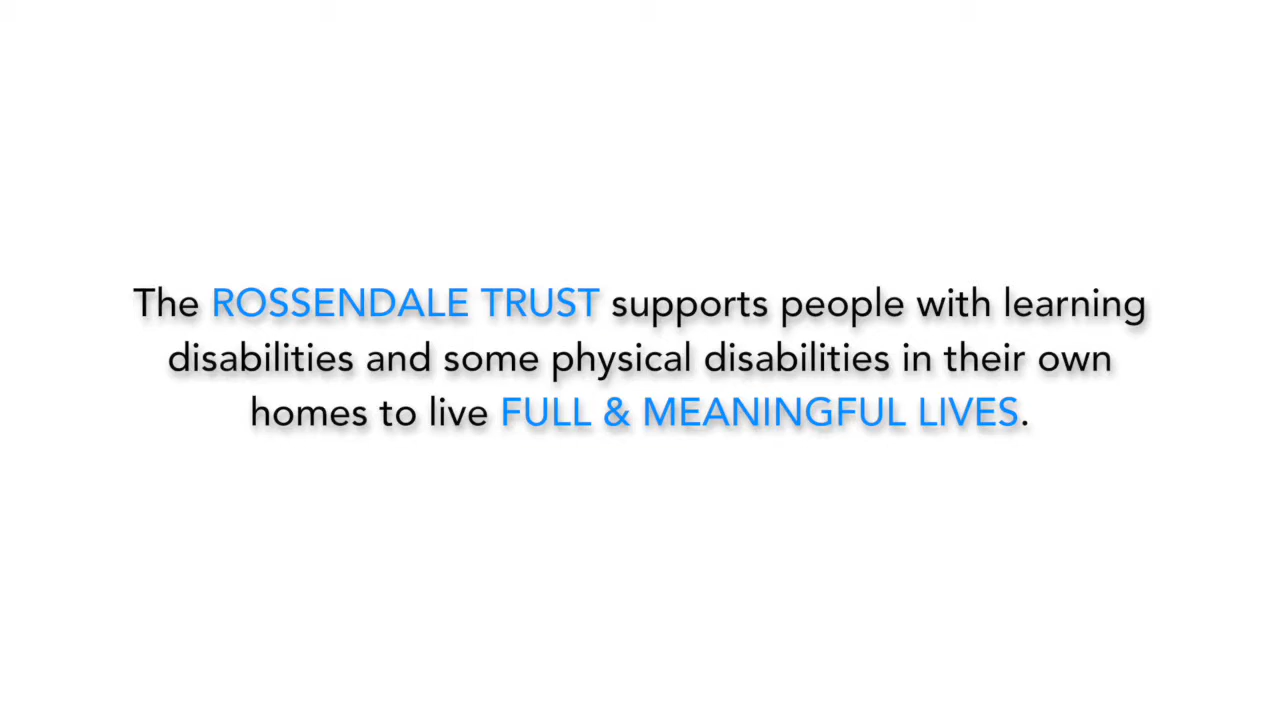 The ROSSENDALE TRUST supports people with learning
disabilities and some physical disabilities in their own
homes to live FULL & MEANINGFUL LIVES.